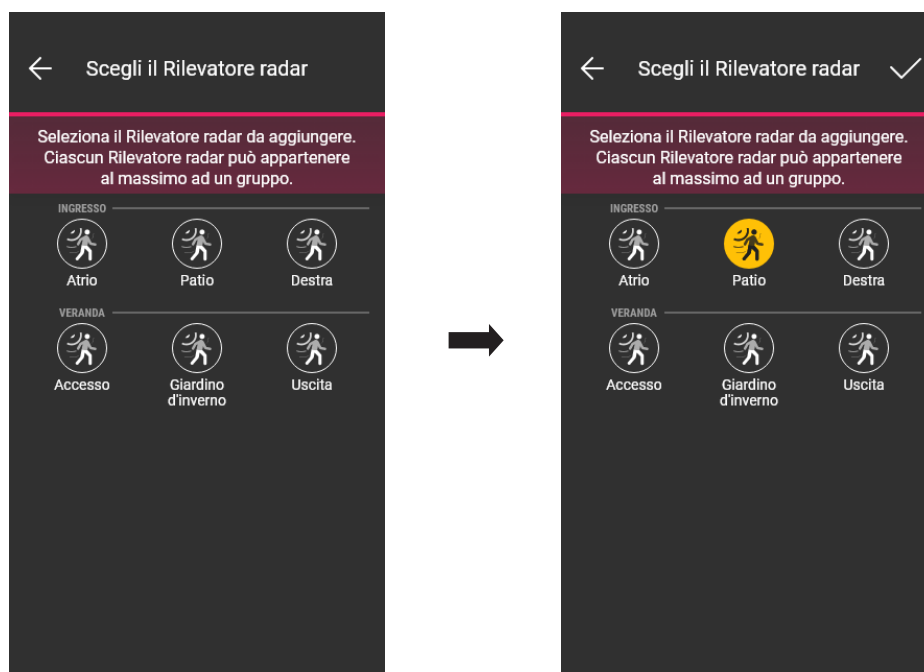 Scegli il Rilevatore radar
Seleziona il Rilevatore radar da aggiungere.
Ciascun Rilevatore radar può appartenere
al massimo ad un gruppo.
INGRESSO
Atrio
Patio
Destra
VERANDA
Accesso
Giardino
d'inverno
Uscita
Scegli il Rilevatore radar
Seleziona il Rilevatore radar da aggiungere.
Ciascun Rilevatore radar può appartenere
al massimo ad un gruppo.
INGRESSO
Atrio
Patio
Destra
VERANDA
Accesso
Giardino
d'inverno
Uscita